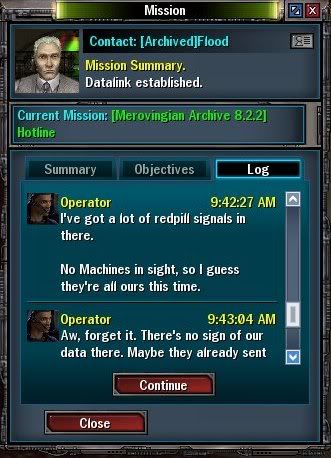 Mission
Contact: [Archived]Flood
Mission Summary.
Datalink established.
Current Mission: [Merovingian Archive 8.2.2]
Hotline
Summary
Objectives
Log
Operator 9:42:27 AM
I've got a lot of redpill signals in
there.
No Machines in sight, so I guess
they're all ours this time.
Operator 9:43:04 AM
Aw, forget it. There's no sign of our
data there. Maybe they already sent
Continue
Close